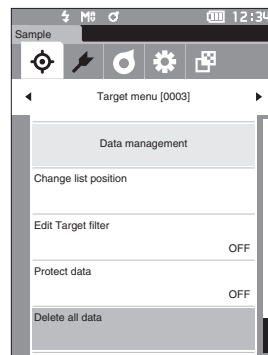 12:34
Sample
Target menu [0003]
Data management
Change list position
Edit Target filter
OFF
Protect data
OFF
Delete all data